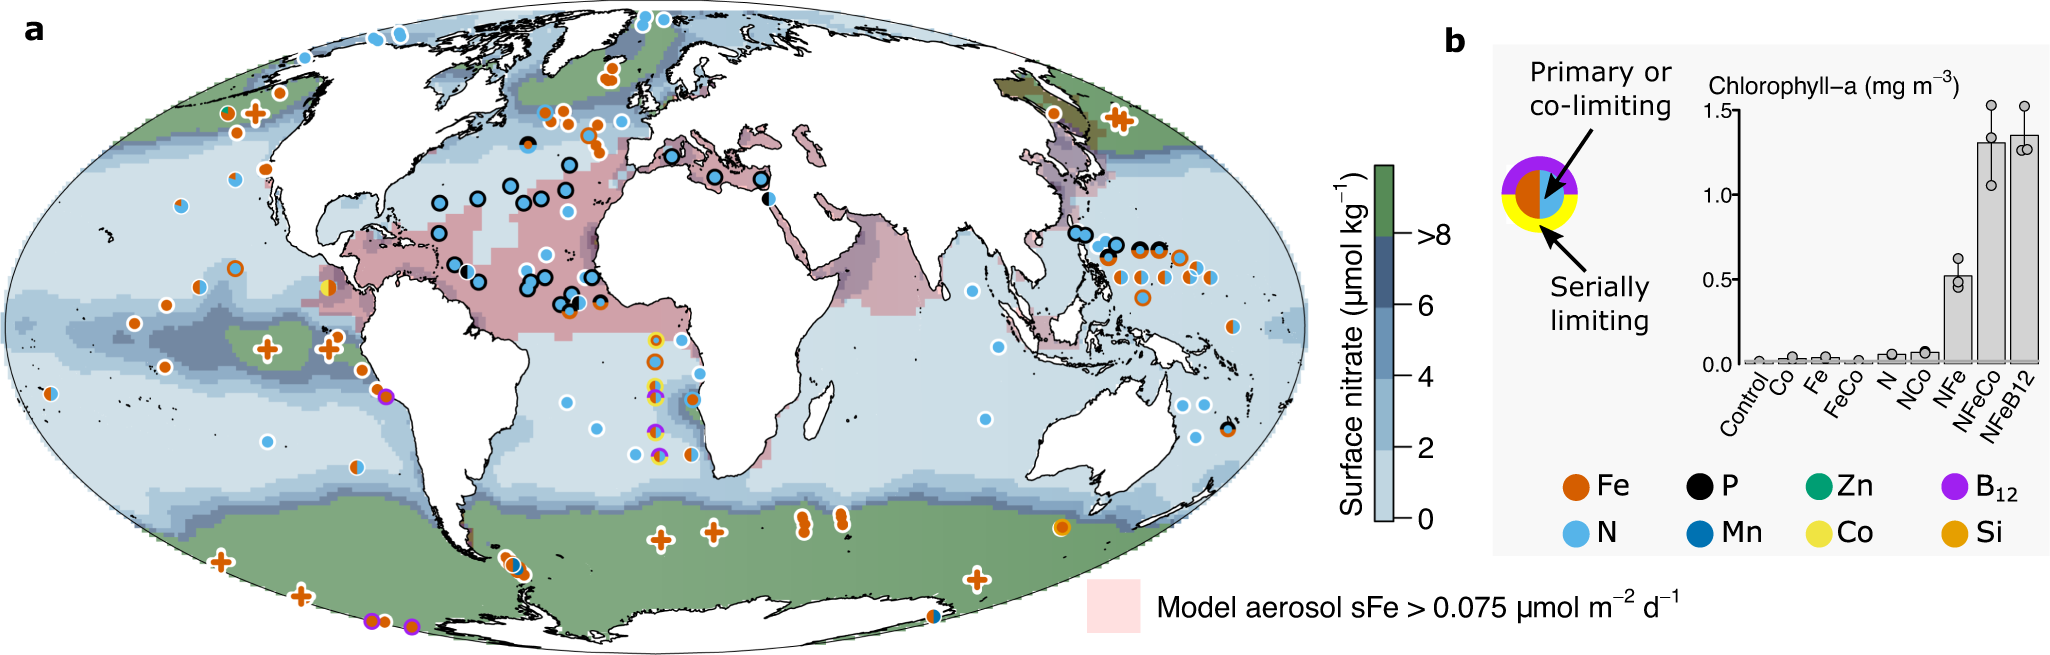 a
b
Surface nitrate (µmol kg⁻¹)
>8
6
4
2
0
Model aerosol sFe > 0.075 µmol m⁻² d⁻¹
Primary or
co-limiting
Serially
limiting
Chlorophyll−a (mg m⁻³)
1.5
1.0
0.5
0.0
Control
Co
Fe
FeCo
N
NCo
NFe
NFeCo
NFeB12
Fe
P
Zn
B₁₂
N
Mn
Co
Si